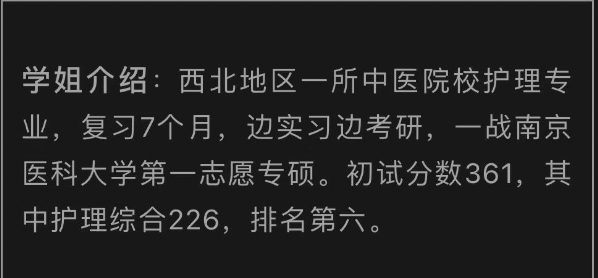 学姐介绍：西北地区一所中医院校护理专
业，复习7个月，边实习边考研，一战南京
医科大学第一志愿专硕。初试分数361，其
中护理综合226，排名第六。